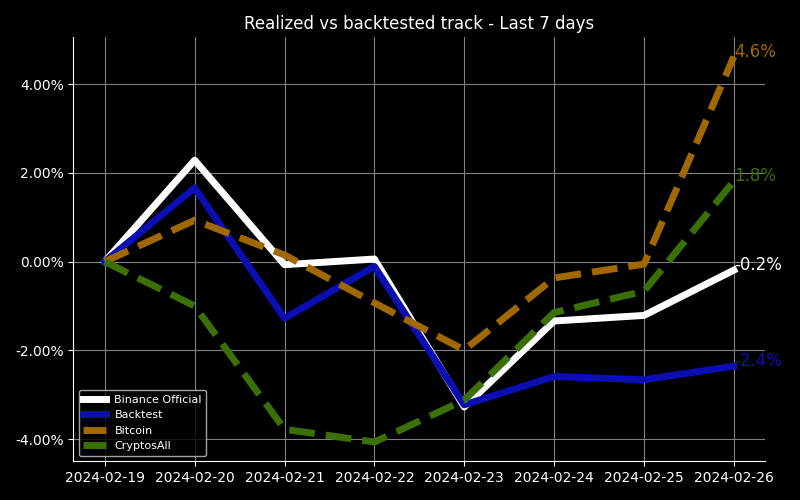 Realized vs backtested track - Last 7 days
4.6%
4.00%
2.00%
1.8%
0.00%
-0.2%
-2.00%
-2.4%
-4.00%
Binance Official
Backtest
Bitcoin
CryptosAll
2024-02-19 2024-02-20 2024-02-21 2024-02-22 2024-02-23 2024-02-24 2024-02-25 2024-02-26